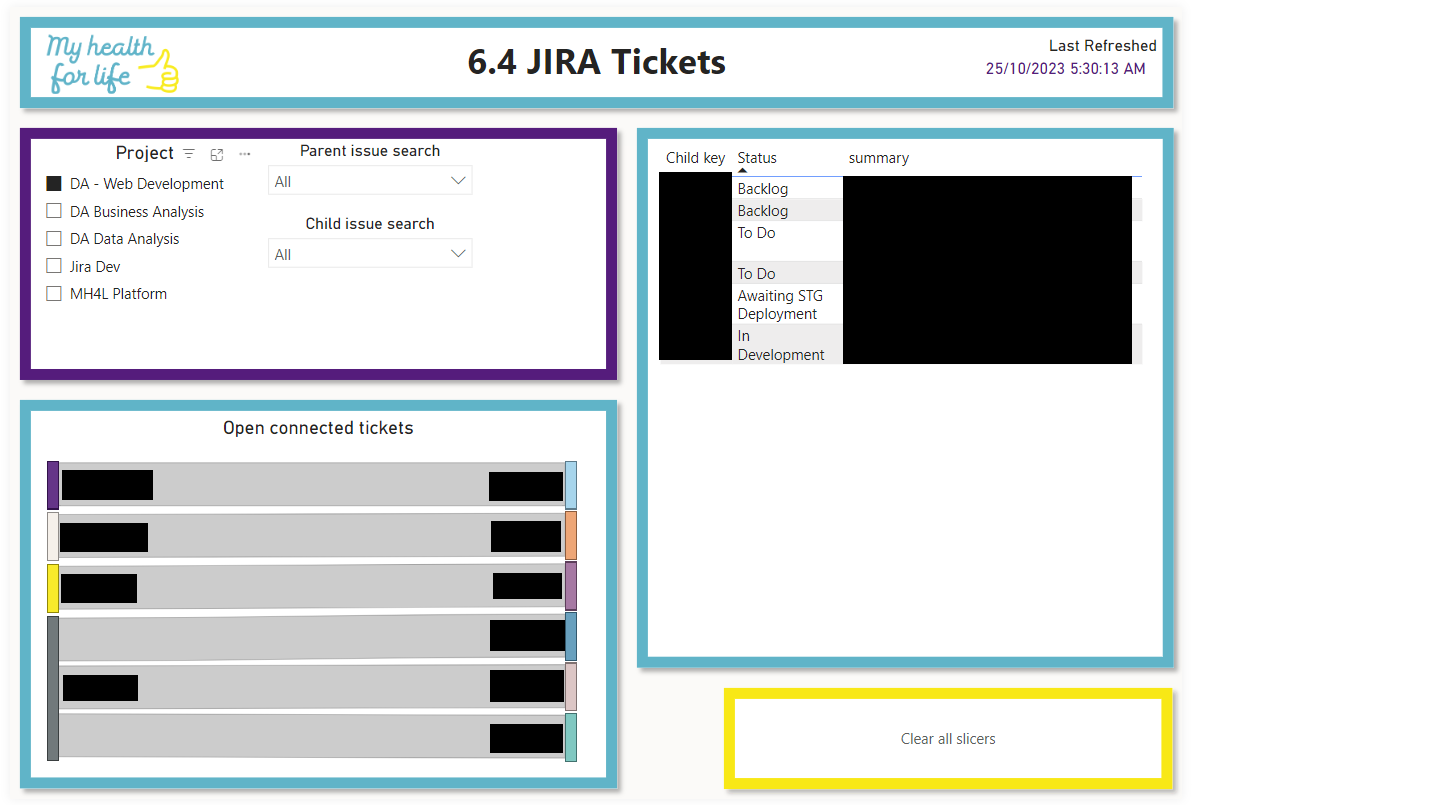 My health
for life
6.4 JIRA Tickets
Last Refreshed
25/10/2023 5:30:13 AM
Project
DA - Web Development
DA Business Analysis
DA Data Analysis
Jira Dev
MH4L Platform
Parent issue search
All
Child issue search
All
Open connected tickets
Child key Status summary
Backlog
Backlog
To Do
To Do
Awaiting STG
Deployment
In
Development
Clear all slicers